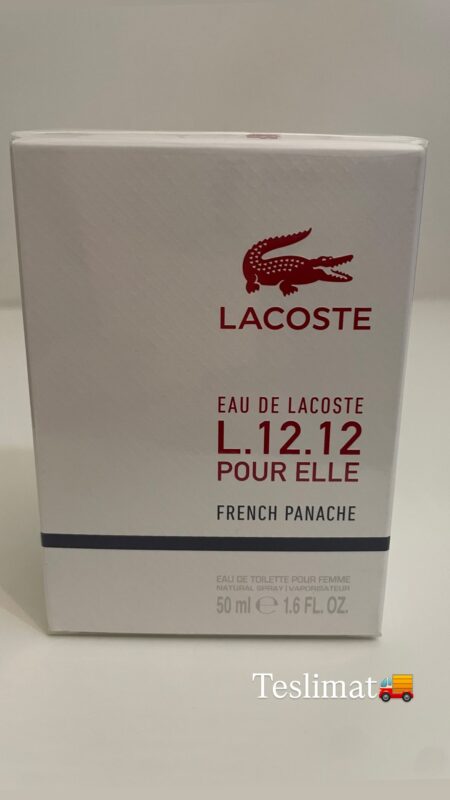 LACOSTE
EAU DE LACOSTE
L.12.12
POUR ELLE
FRENCH PANACHE
EAU DE TOILETTE POUR FEMME
NATURAL SPRAY | VAPORISATEUR
50 ml ℮ 1.6 FL. OZ.
Teslimat🚚